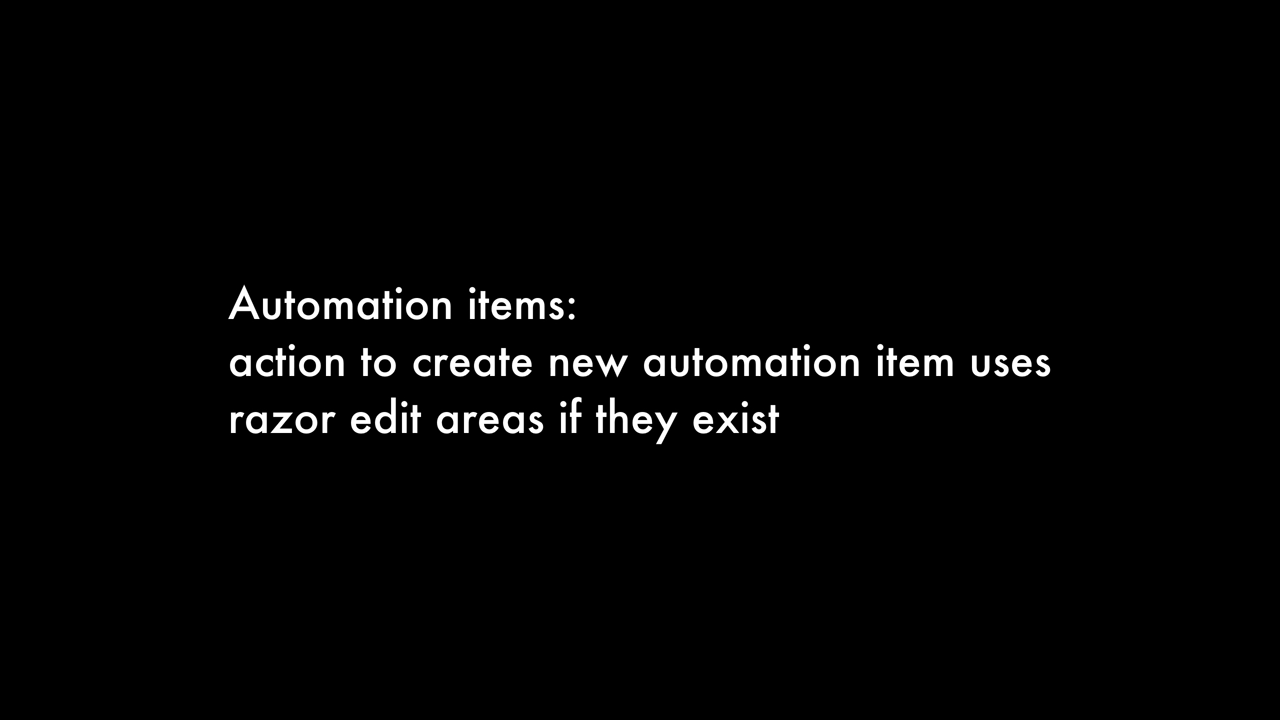 Automation items:
action to create new automation item uses
razor edit areas if they exist